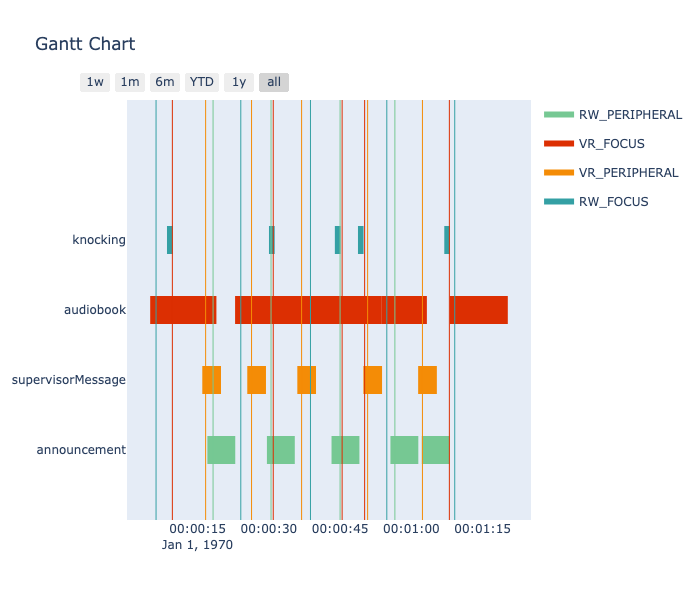 Gantt Chart
1w 1m 6m YTD 1y all
RW_PERIPHERAL
VR_FOCUS
VR_PERIPHERAL
RW_FOCUS
knocking
audiobook
supervisorMessage
announcement
00:00:15 00:00:30 00:00:45 00:01:00 00:01:15
Jan 1, 1970